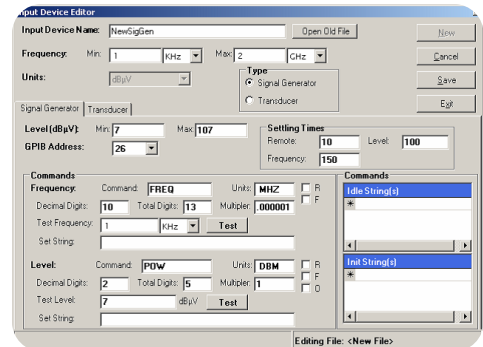 Input Device Editor
Input Device Name: NewSigGen Open Old File New
Frequency: Min: 1 KHz Max: 2 GHz Cancel
Units: dBµV Type Save
Signal Generator
Transducer Exit
Signal Generator Transducer
Level(dBµV): Min: 7 Max: 107 Settling Times
Remote: 10 Level: 100
GPIB Address: 26
Frequency: 150
Commands Commands
Frequency: Command: FREQ Units: MHZ R Idle String(s)
F
Decimal Digits: 10 Total Digits: 13 Multipler: .000001 *
Test Frequency: 1 KHz Test
Set String:
Level: Command: POW Units: DBM R Init String(s)
F *
Decimal Digits: 2 Total Digits: 5 Multipler: 1 O
Test Level: 7 dBµV Test
Set String:
Editing File: <New File>